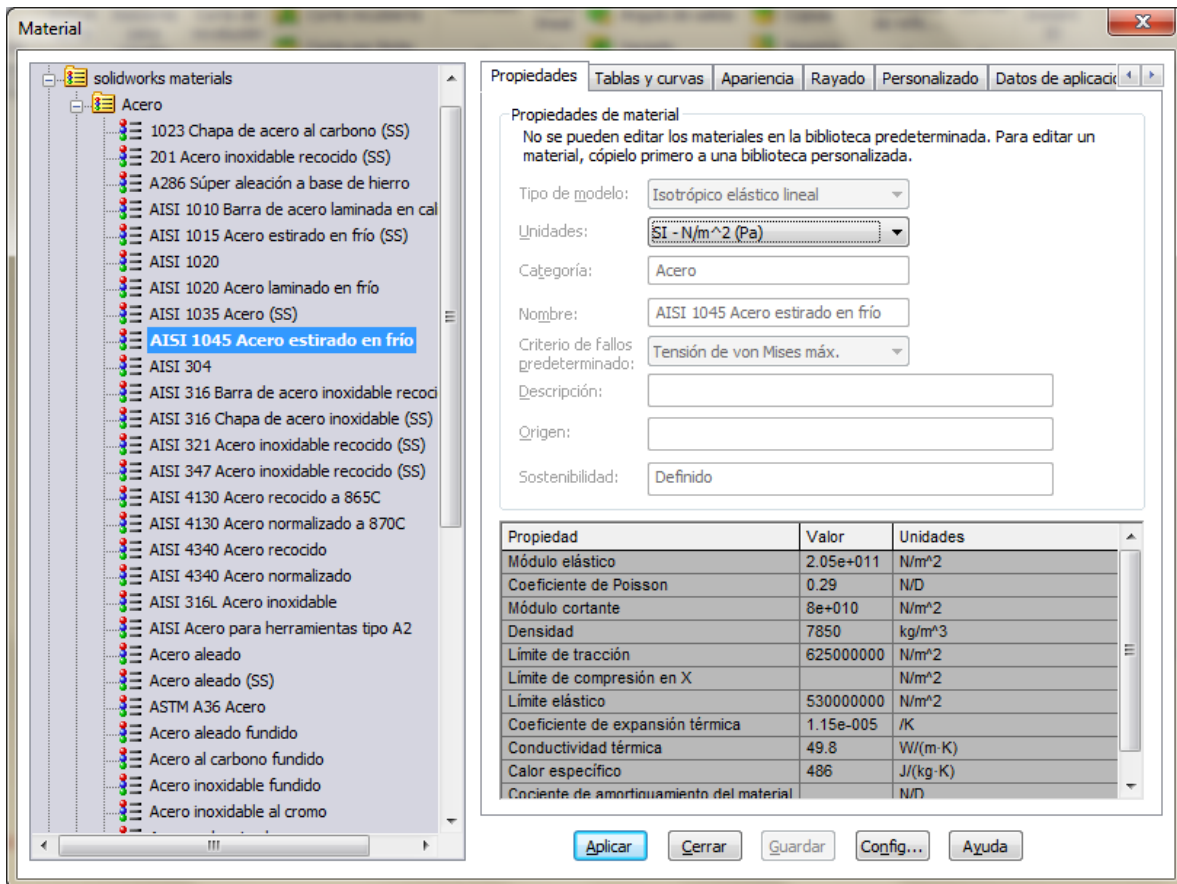 Material
solidworks materials
Acero
1023 Chapa de acero al carbono (SS)
201 Acero inoxidable recocido (SS)
A286 Súper aleación a base de hierro
AISI 1010 Barra de acero laminada en cal
AISI 1015 Acero estirado en frío (SS)
AISI 1020
AISI 1020 Acero laminado en frío
AISI 1035 Acero (SS)
AISI 1045 Acero estirado en frío
AISI 304
AISI 316 Barra de acero inoxidable recoci
AISI 316 Chapa de acero inoxidable (SS)
AISI 321 Acero inoxidable recocido (SS)
AISI 347 Acero inoxidable recocido (SS)
AISI 4130 Acero recocido a 865C
AISI 4130 Acero normalizado a 870C
AISI 4340 Acero recocido
AISI 4340 Acero normalizado
AISI 316L Acero inoxidable
AISI Acero para herramientas tipo A2
Acero aleado
Acero aleado (SS)
ASTM A36 Acero
Acero aleado fundido
Acero al carbono fundido
Acero inoxidable fundido
Acero inoxidable al cromo
Propiedades Tablas y curvas Apariencia Rayado Personalizado Datos de aplicacio
Propiedades de material
No se pueden editar los materiales en la biblioteca predeterminada. Para editar un
material, cópielo primero a una biblioteca personalizada.
Tipo de modelo: Isotrópico elástico lineal
Unidades: SI - N/m^2 (Pa)
Categoría: Acero
Nombre: AISI 1045 Acero estirado en frío
Criterio de fallos
predeterminado: Tensión de von Mises máx.
Descripción:
Origen:
Sostenibilidad: Definido
Propiedad Valor Unidades
Módulo elástico 2.05e+011 N/m^2
Coeficiente de Poisson 0.29 N/D
Módulo cortante 8e+010 N/m^2
Densidad 7850 kg/m^3
Límite de tracción 625000000 N/m^2
Límite de compresión en X N/m^2
Límite elástico 530000000 N/m^2
Coeficiente de expansión térmica 1.15e-005 /K
Conductividad térmica 49.8 W/(m·K)
Calor específico 486 J/(kg·K)
Cociente de amortiguamiento del material N/D
Aplicar Cerrar Guardar Config... Ayuda